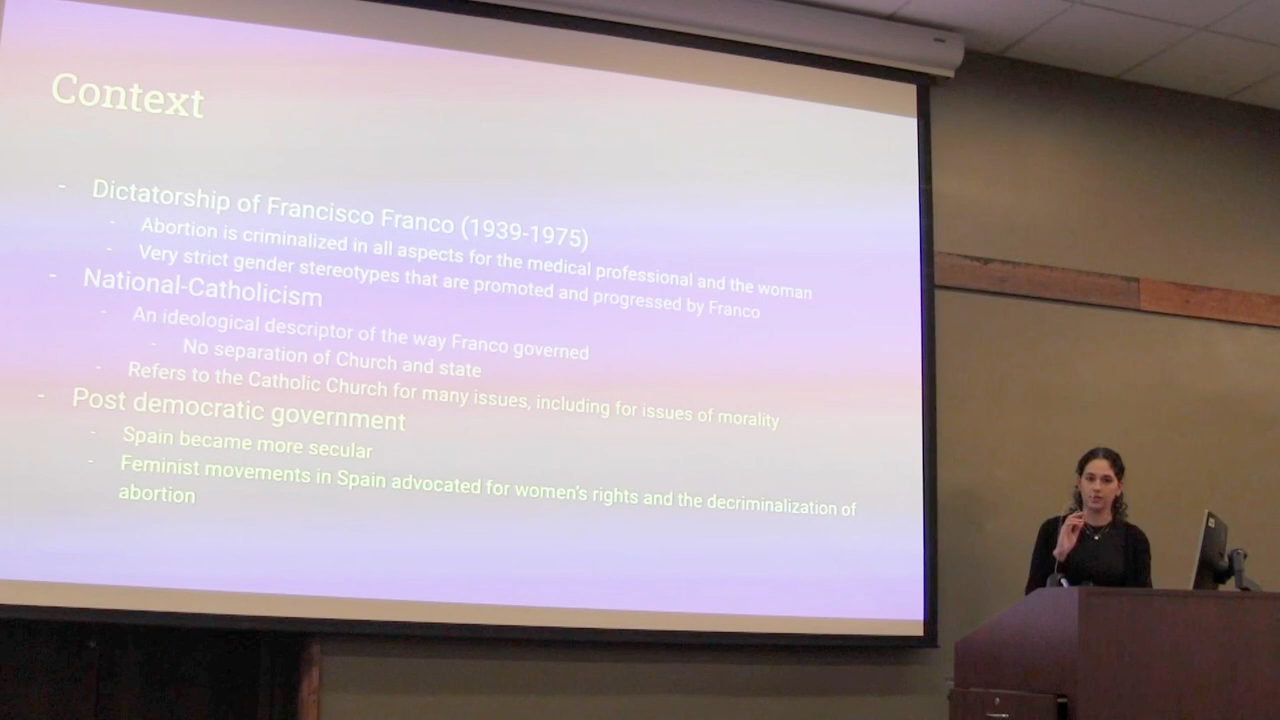 Context
- Dictatorship of Francisco Franco (1939-1975)
- Abortion is criminalized in all aspects for the medical professional and the woman
- Very strict gender stereotypes that are promoted and progressed by Franco
- National-Catholicism
- An ideological descriptor of the way Franco governed
- No separation of Church and state
- Refers to the Catholic Church for many issues, including for issues of morality
- Post democratic government
- Spain became more secular
- Feminist movements in Spain advocated for women's rights and the decriminalization of
abortion